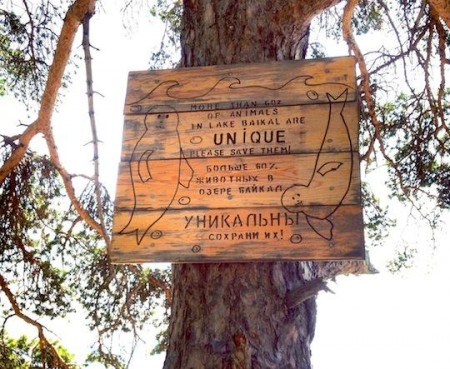 MORE THAN 60%
OF ANIMALS
IN LAKE BAIKAL ARE
UNIQUE
PLEASE SAVE THEM!
БОЛЬШЕ 60%
ЖИВОТНЫХ В
ОЗЕРЕ БАЙКАЛ
УНИКАЛЬНЫ
СОХРАНИ ИХ!